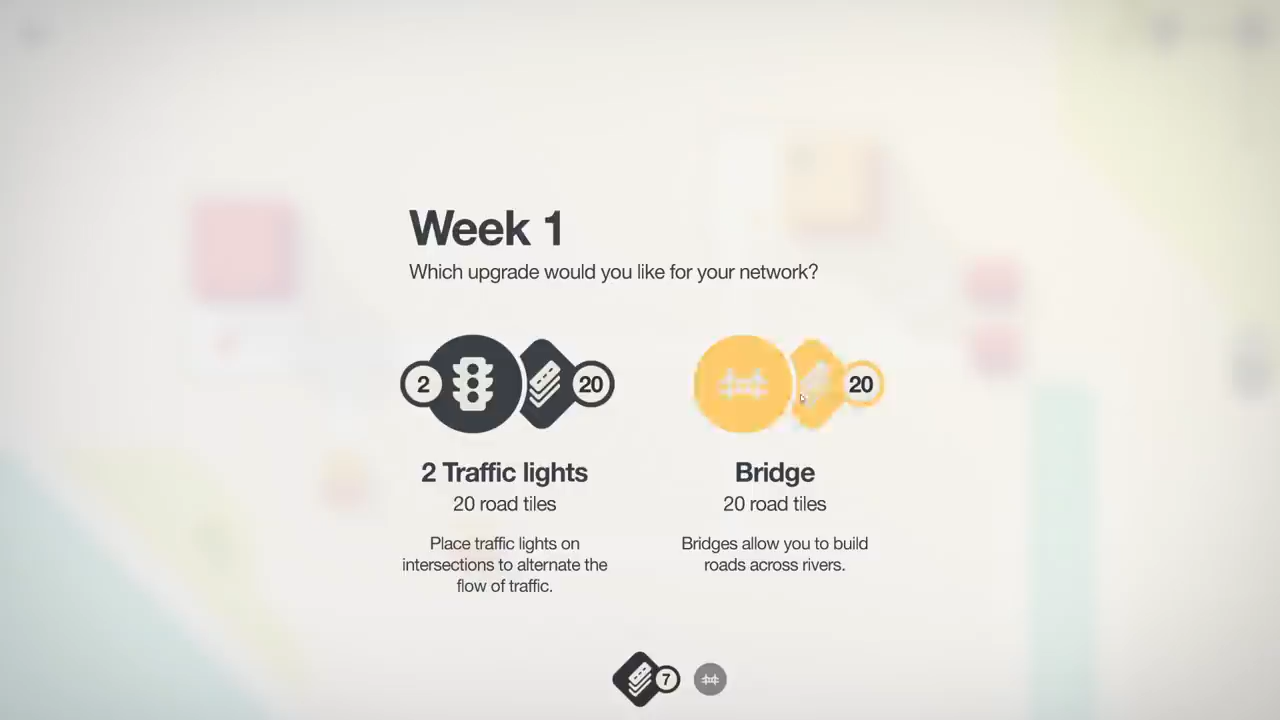 Week 1
Which upgrade would you like for your network?
2
20
20
2 Traffic lights
20 road tiles
Place traffic lights on
intersections to alternate the
flow of traffic.
Bridge
20 road tiles
Bridges allow you to build
roads across rivers.
7